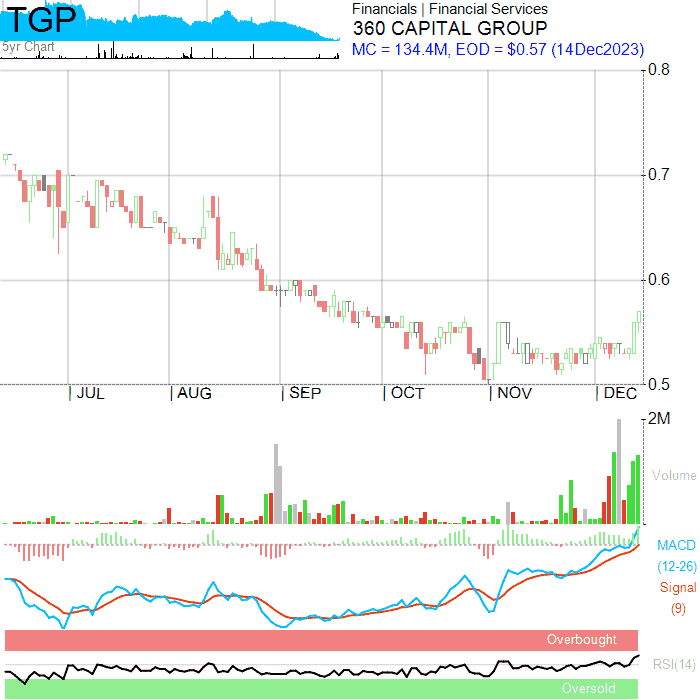 TGP
5yr Chart
Financials | Financial Services
360 CAPITAL GROUP
MC = 134.4M, EOD = $0.57 (14Dec2023)
0.8
0.7
0.6
0.5
JUL AUG SEP OCT NOV DEC
2M
Volume
MACD
(12-26)
Signal
(9)
Overbought
RSI(14)
Oversold